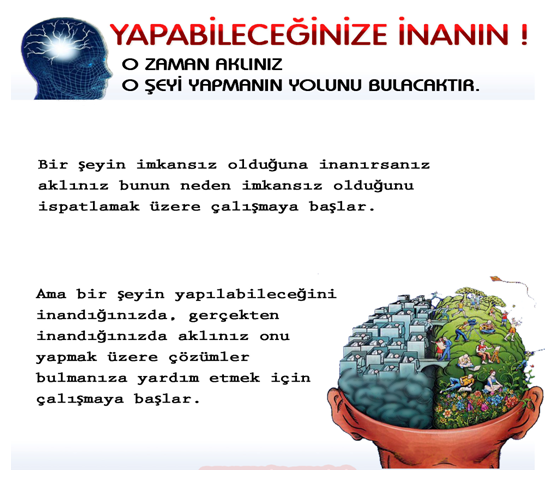 YAPABİLECEĞİNİZE İNANIN !
O ZAMAN AKLINIZ
O ŞEYİ YAPMANIN YOLUNU BULACAKTIR.
Bir şeyin imkansız olduğuna inanırsanız
aklınız bunun neden imkansız olduğunu
ispatlamak üzere çalışmaya başlar.
Ama bir şeyin yapılabileceğini
inandığınızda, gerçekten
inandığınızda aklınız onu
yapmak üzere çözümler
bulmanıza yardım etmek için
çalışmaya başlar.